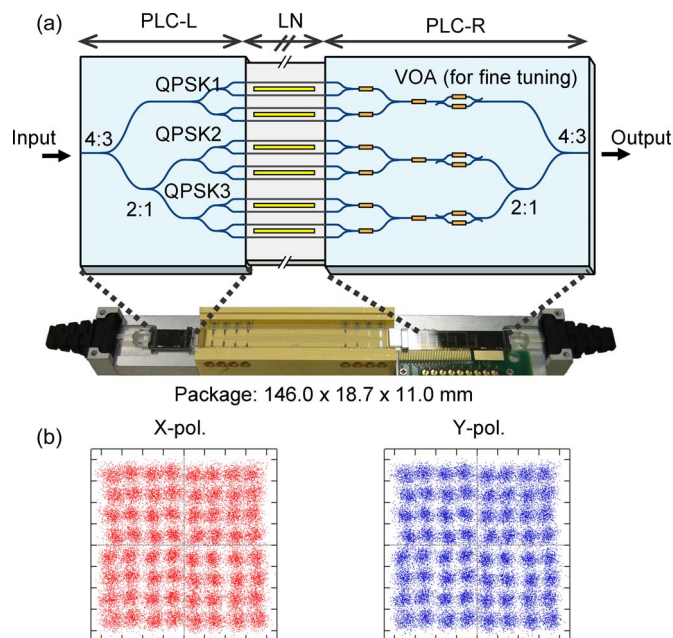 (a)
PLC-L
LN
PLC-R
QPSK1
VOA (for fine tuning)
Input
4:3
QPSK2
4:3
Output
QPSK3
2:1
2:1
Package: 146.0 x 18.7 x 11.0 mm
(b)
X-pol.
Y-pol.